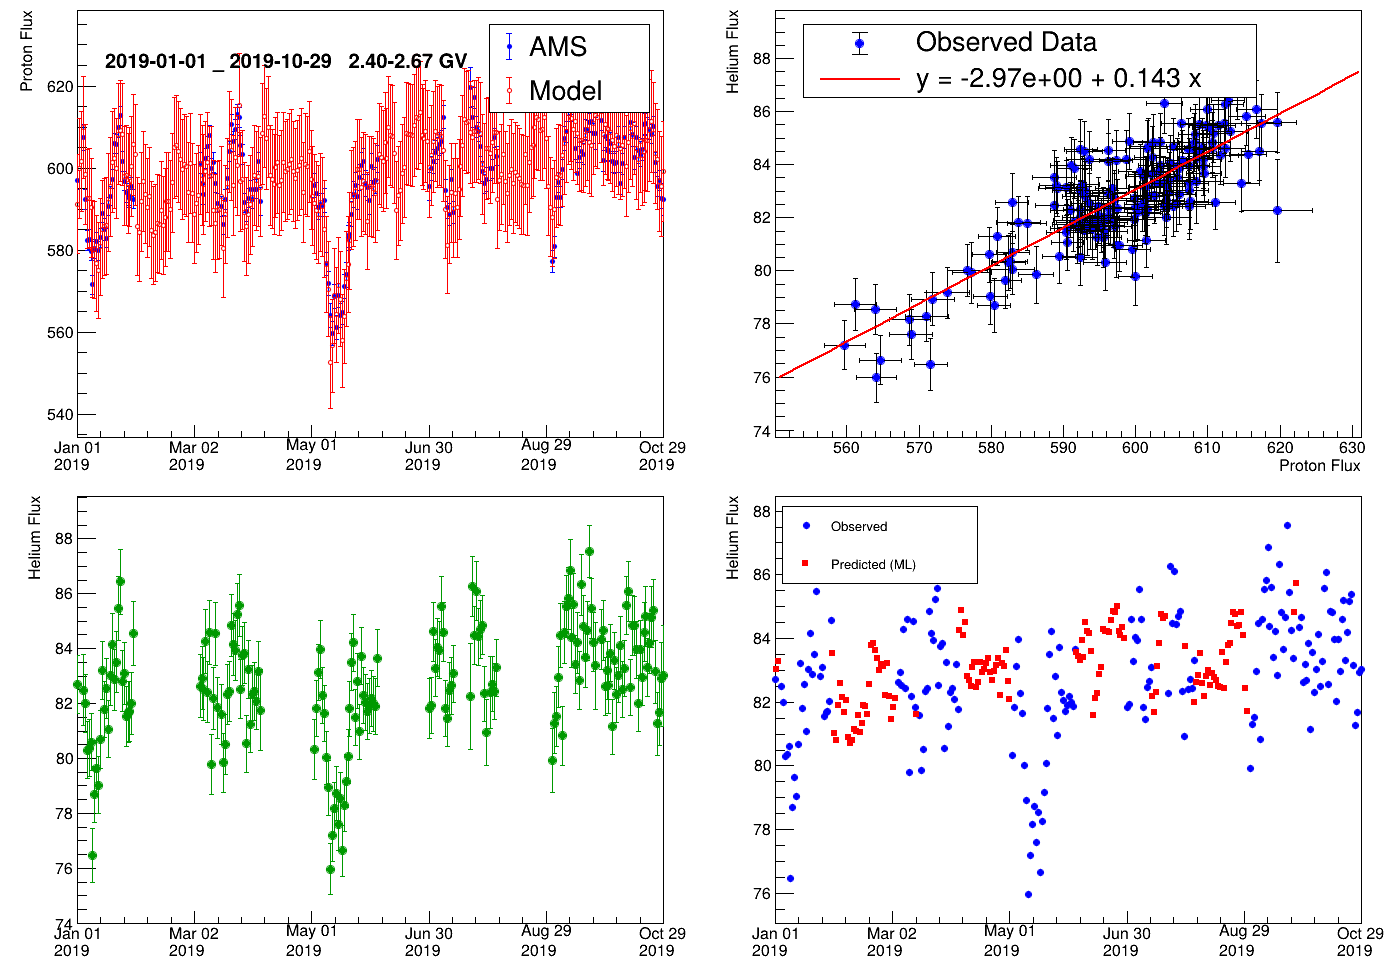 Proton Flux
2019-01-01 _ 2019-10-29 2.40-2.67 GV
AMS
Model
620
600
580
560
540
Jan 01
2019
Mar 02
2019
May 01
2019
Jun 30
2019
Aug 29
2019
Oct 29
2019
Helium Flux
Observed Data
y = -2.97e+00 + 0.143 x
88
86
84
82
80
78
76
74
560
570
580
590
600
610
620
630
Proton Flux
Helium Flux
88
86
84
82
80
78
76
74
Jan 01
2019
Mar 02
2019
May 01
2019
Jun 30
2019
Aug 29
2019
Oct 29
2019
Helium Flux
Observed
Predicted (ML)
88
86
84
82
80
78
76
Jan 01
2019
Mar 02
2019
May 01
2019
Jun 30
2019
Aug 29
2019
Oct 29
2019